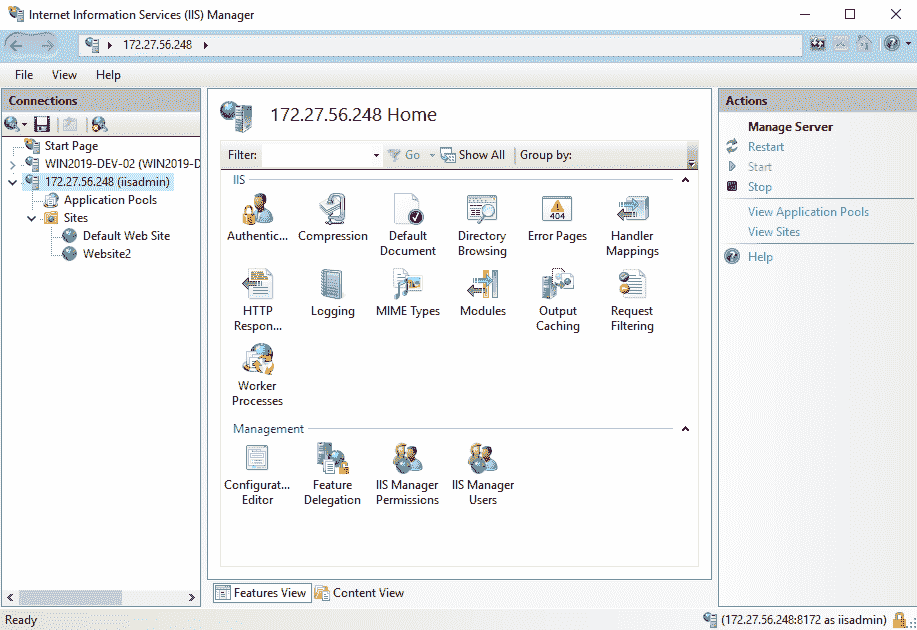 Internet Information Services (IIS) Manager
172.27.56.248
File View Help
Connections
Start Page
WIN2019-DEV-02 (WIN2019-D
172.27.56.248 (iisadmin)
Application Pools
Sites
Default Web Site
Website2
172.27.56.248 Home
Filter: Go Show All Group by:
IIS
Authentic... Compression Default Document Directory Browsing Error Pages Handler Mappings
HTTP Respon... Logging MIME Types Modules Output Caching Request Filtering
Worker Processes
Management
Configurat... Editor Feature Delegation IIS Manager Permissions IIS Manager Users
Features View Content View
Actions
Manage Server
Restart
Start
Stop
View Application Pools
View Sites
Help
Ready
(172.27.56.248:8172 as iisadmin)
404